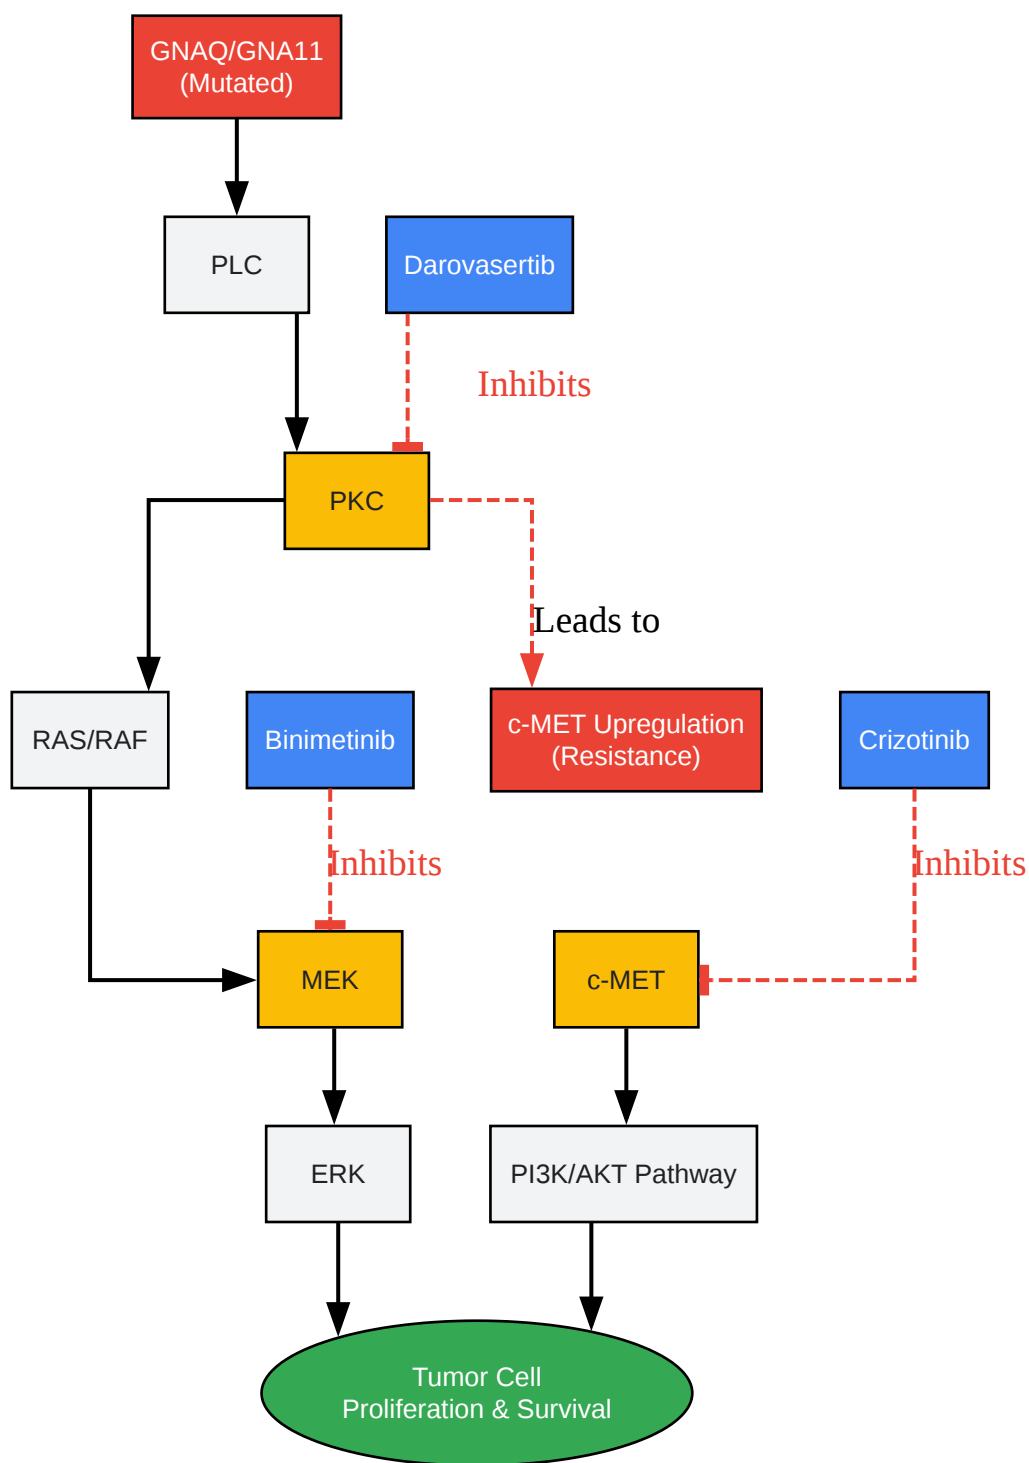 GNAQ/GNA11
(Mutated)
PLC
Darovasertib
Inhibits
PKC
Leads to
RAS/RAF
Binimetinib
c-MET Upregulation
(Resistance)
Crizotinib
Inhibits
Inhibits
MEK
c-MET
ERK
PI3K/AKT Pathway
Tumor Cell
Proliferation & Survival